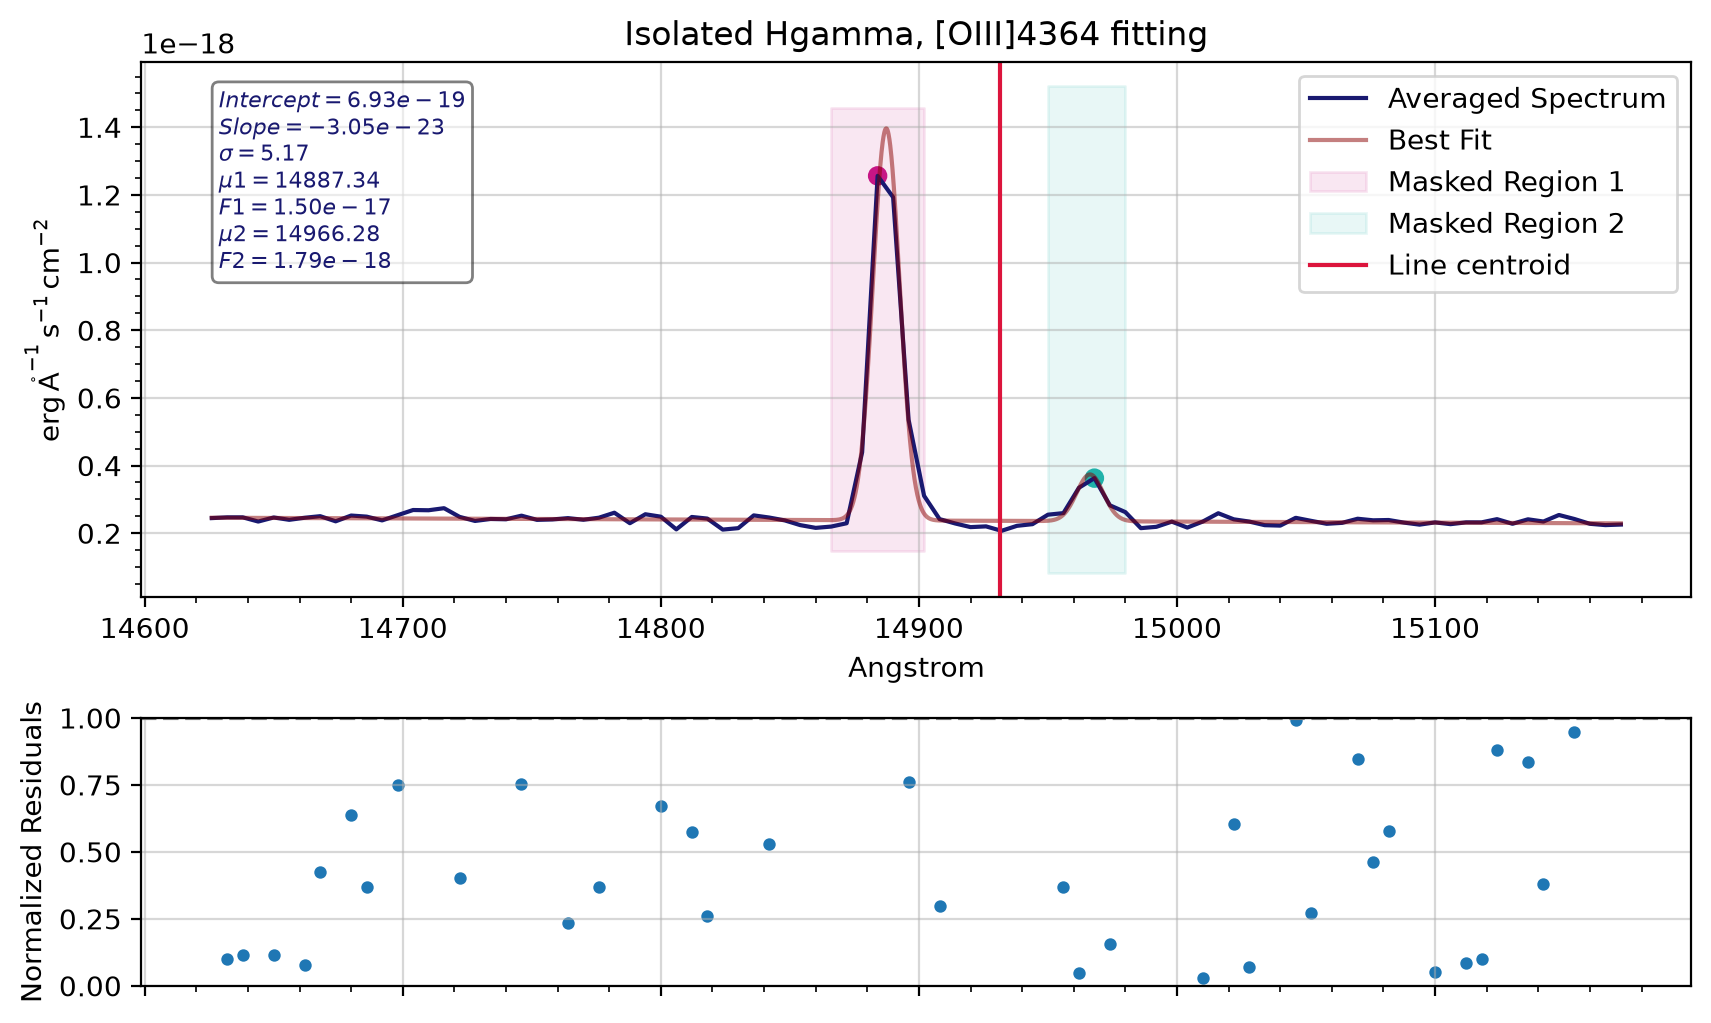 Isolated Hgamma, [OIII]4364 fitting
1e−18
Intercept = 6.93e − 19
Slope = −3.05e − 23
σ = 5.17
μ1 = 14887.34
F1 = 1.50e − 17
μ2 = 14966.28
F2 = 1.79e − 18
Averaged Spectrum
Best Fit
Masked Region 1
Masked Region 2
Line centroid
erg Å⁻¹ s⁻¹ cm⁻²
1.4
1.2
1.0
0.8
0.6
0.4
0.2
14600 14700 14800 14900 15000 15100
Angstrom
Normalized Residuals
1.00
0.75
0.50
0.25
0.00